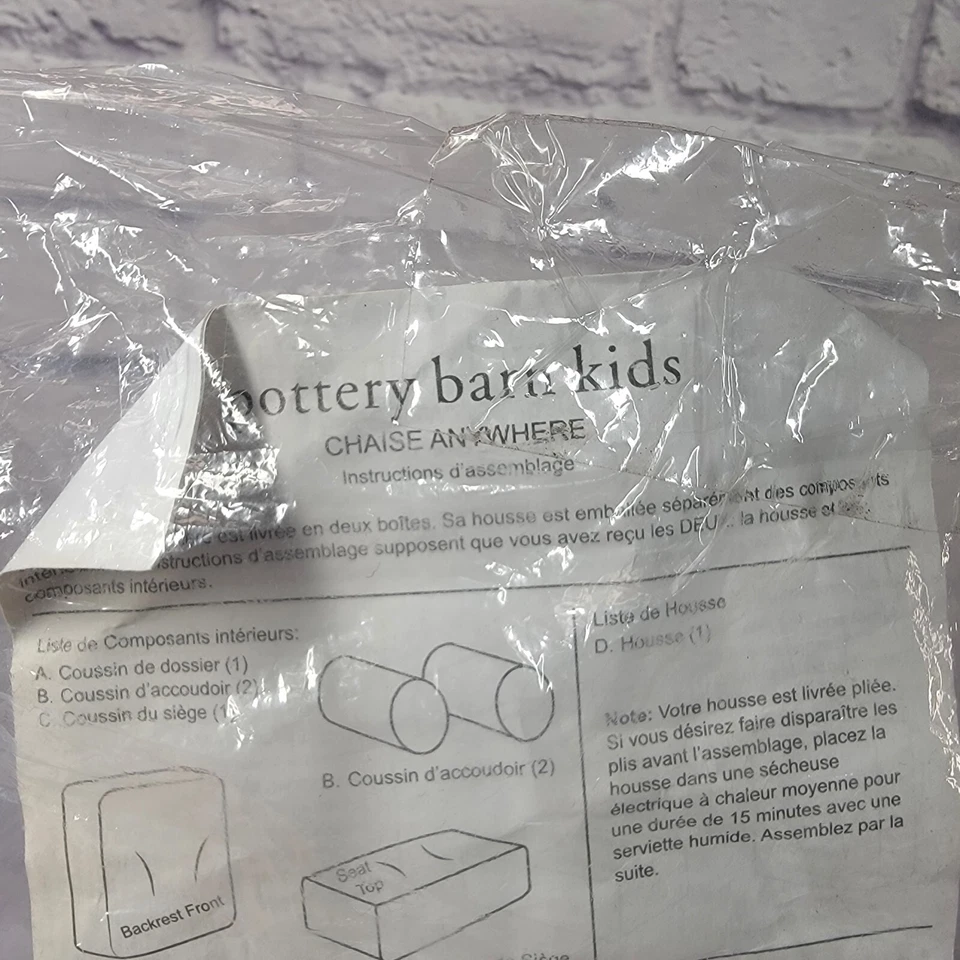 pottery barn kids
CHAISE ANYWHERE
Instructions d'assemblage
est livrée en deux boîtes. Sa housse est emballée séparément des composants
la housse et
instructions d'assemblage supposent que vous avez reçu les DEUX
composants intérieurs.
Liste de Composants intérieurs:
A. Coussin de dossier (1)
B. Coussin d'accoudoir (2)
C. Coussin du siège (1
B. Coussin d'accoudoir (2)
Backrest Front
Seat
Top
Siège
Liste de Housse
D. Housse (1)
Note: Votre housse est livrée pliée.
Si vous désirez faire disparaître les
plis avant l'assemblage, placez la
housse dans une sécheuse
électrique à chaleur moyenne pour
une durée de 15 minutes avec une
serviette humide. Assemblez par la
suite.